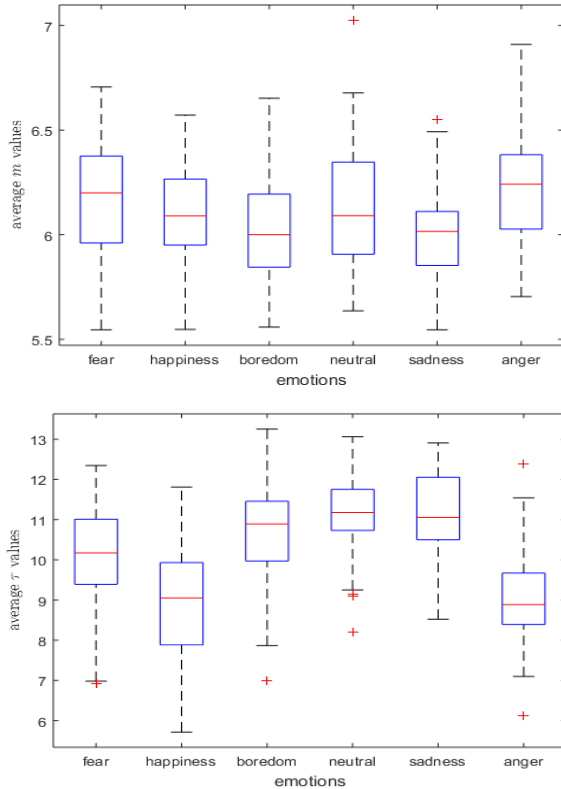 average m values
7
6.5
6
5.5
fear happiness boredom neutral sadness anger
emotions
average τ values
13
12
11
10
9
8
7
6
fear happiness boredom neutral sadness anger
emotions